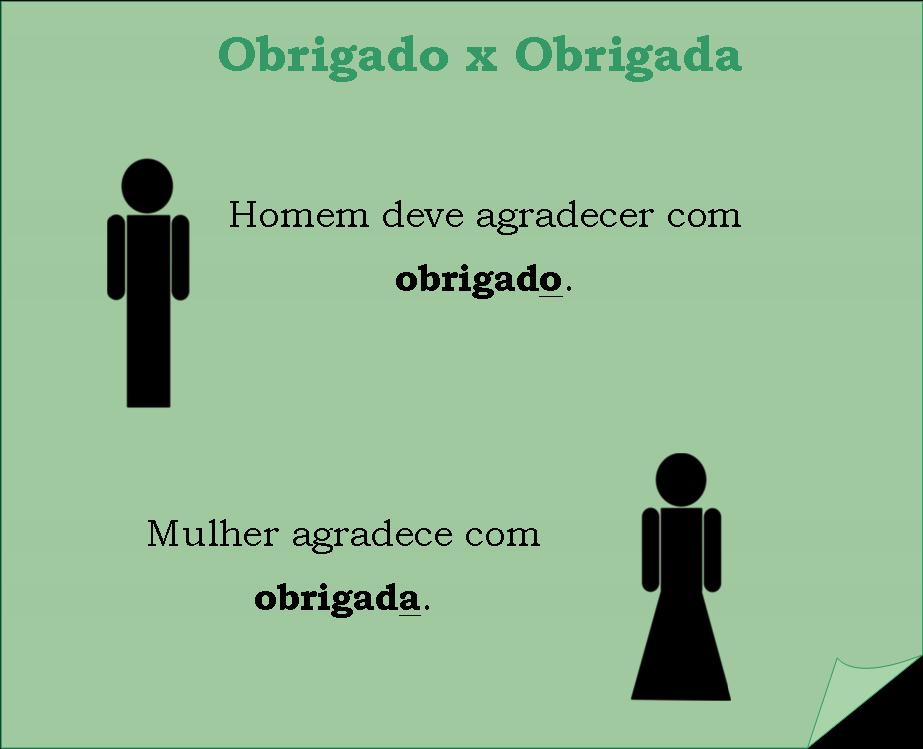 Obrigado x Obrigada
Homem deve agradecer com
obrigado.
Mulher agradece com
obrigada.